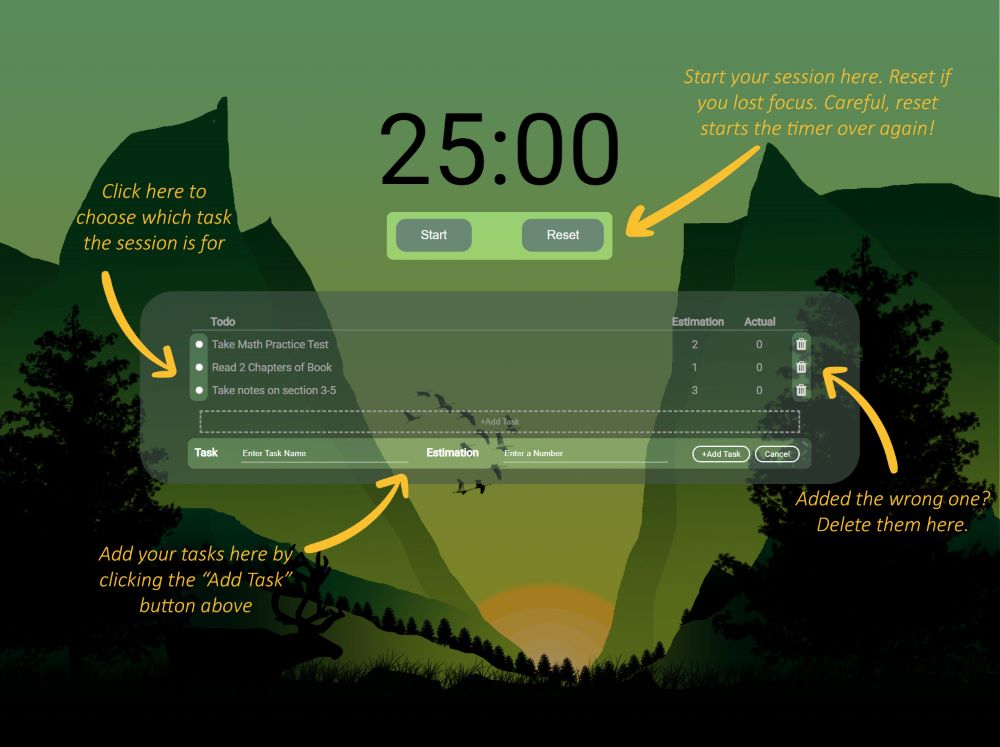 Start your session here. Reset if
you lost focus. Careful, reset
starts the timer over again!
25:00
Click here to
choose which task
the session is for
Start Reset
Todo Estimation Actual
Take Math Practice Test 2 0
Read 2 Chapters of Book 1 0
Take notes on section 3-5 3 0
+Add Task
Task Enter Task Name Estimation Enter a Number +Add Task Cancel
Added the wrong one?
Delete them here.
Add your tasks here by
clicking the “Add Task”
button above